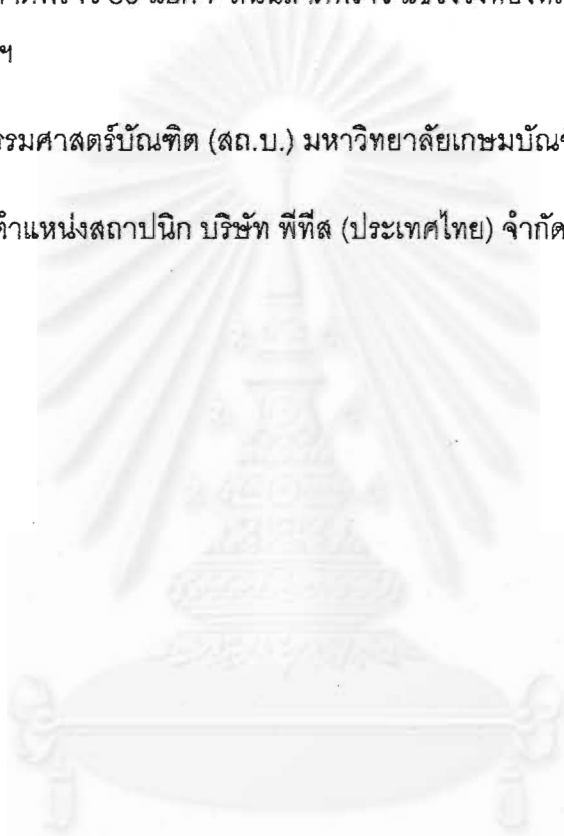 ๆ
รรมศาสตร์บัณฑิต (สถ.บ.) มหาวิทยาลัยเกษมบัณ
ตำแหน่งสถาปนิก บริษัท พีทีส (ประเทศไทย) จำกัด